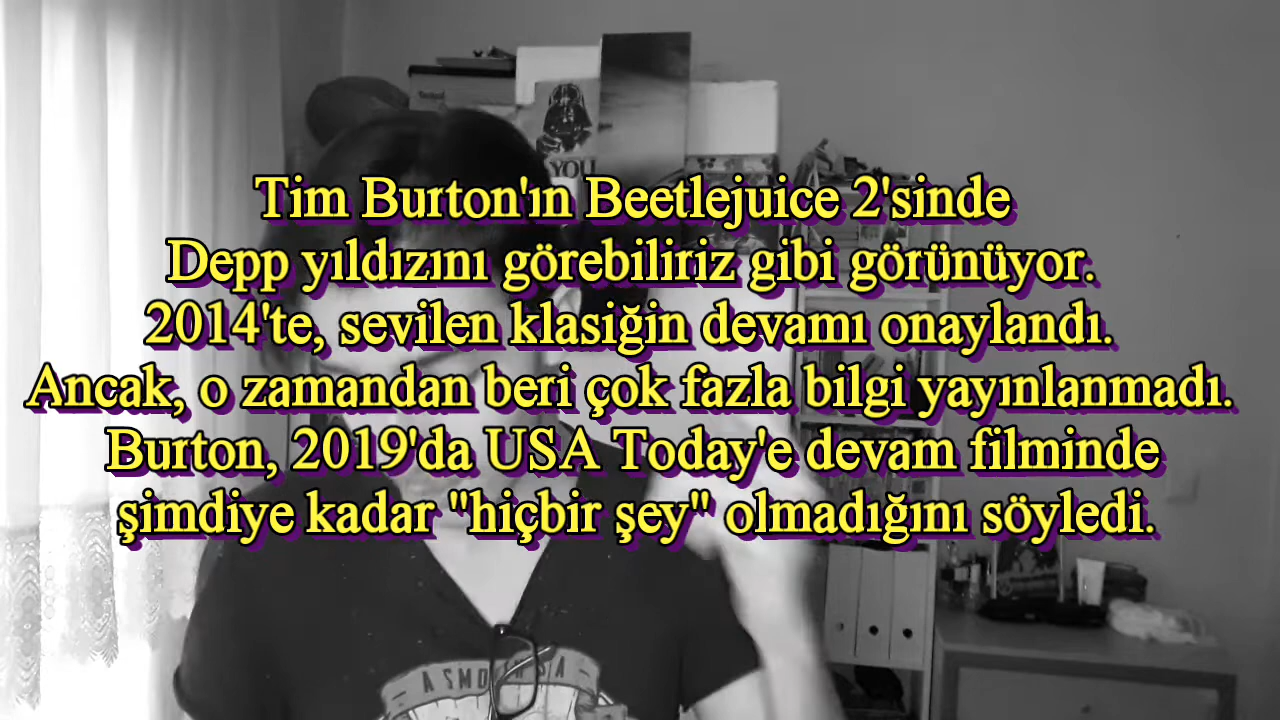 YOU
Tim Burton'ın Beetlejuice 2'sinde
Depp yıldızını görebiliriz gibi görünüyor.
2014'te, sevilen klasiğin devamı onaylandı.
Ancak, o zamandan beri çok fazla bilgi yayınlanmadı.
Burton, 2019'da USA Today'e devam filminde
şimdiye kadar "hiçbir şey" olmadığını söyledi.